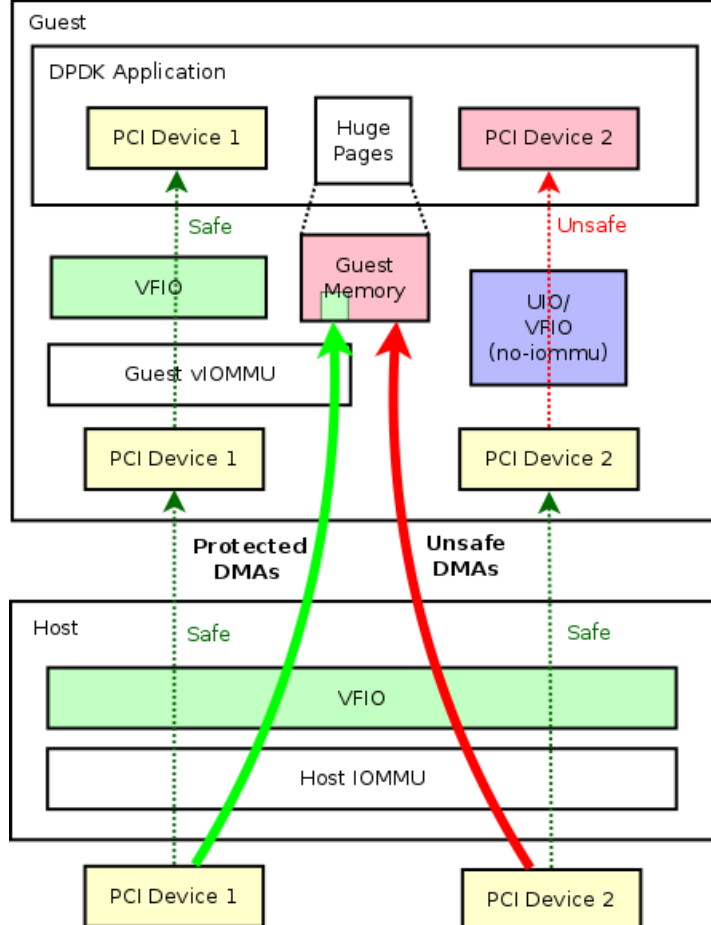 Guest
DPDK Application
PCI Device 1
Huge
Pages
PCI Device 2
Safe
Unsafe
VFIO
Guest
Memory
UIO/
VFIO
(no-iommu)
Guest vIOMMU
PCI Device 1
PCI Device 2
Protected
DMAs
Unsafe
DMAs
Host
Safe
Safe
VFIO
Host IOMMU
PCI Device 1
PCI Device 2